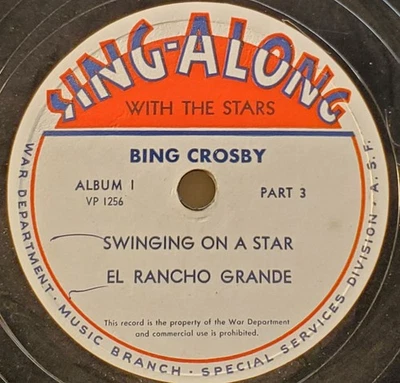 SING-ALONG
WITH THE STARS
BING CROSBY
ALBUM 1
VP 1256
PART 3
SWINGING ON A STAR
EL RANCHO GRANDE
This record is the property of the War Department
and commercial use is prohibited.
WAR DEPARTMENT · MUSIC BRANCH · SPECIAL SERVICES DIVISION A. S. F.